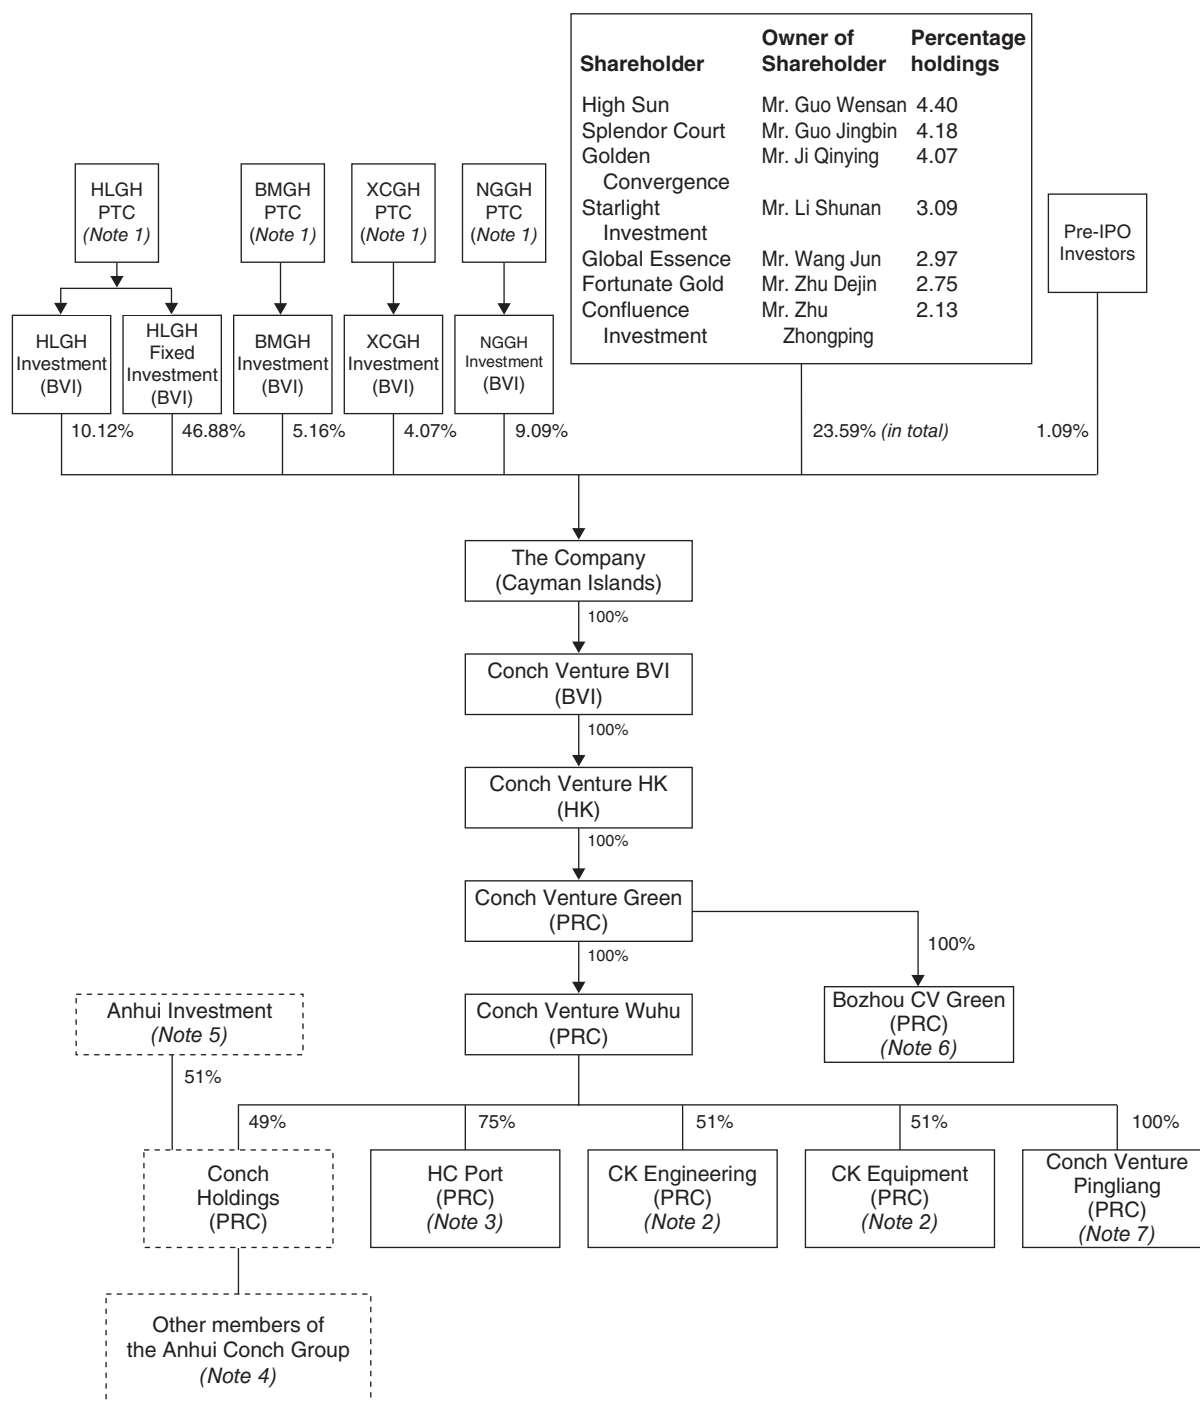 Shareholder
Owner of
Shareholder
Percentage
holdings
High Sun Mr. Guo Wensan 4.40
Splendor Court Mr. Guo Jingbin 4.18
Golden Mr. Ji Qinying 4.07
Convergence
Starlight Mr. Li Shunan 3.09
Investment
Global Essence Mr. Wang Jun 2.97
Fortunate Gold Mr. Zhu Dejin 2.75
Confluence Mr. Zhu 2.13
Investment Zhongping
HLGH
PTC
(Note 1)
BMGH
PTC
(Note 1)
XCGH
PTC
(Note 1)
NGGH
PTC
(Note 1)
Pre-IPO
Investors
HLGH
Investment
(BVI)
HLGH
Fixed
Investment
(BVI)
BMGH
Investment
(BVI)
XCGH
Investment
(BVI)
NGGH
Investment
(BVI)
10.12%
46.88%
5.16%
4.07%
9.09%
23.59% (in total)
1.09%
The Company
(Cayman Islands)
100%
Conch Venture BVI
(BVI)
100%
Conch Venture HK
(HK)
100%
Conch Venture Green
(PRC)
100%
100%
Anhui Investment
(Note 5)
Conch Venture Wuhu
(PRC)
Bozhou CV Green
(PRC)
(Note 6)
51%
49%
75%
51%
51%
100%
Conch
Holdings
(PRC)
HC Port
(PRC)
(Note 3)
CK Engineering
(PRC)
(Note 2)
CK Equipment
(PRC)
(Note 2)
Conch Venture
Pingliang
(PRC)
(Note 7)
Other members of
the Anhui Conch Group
(Note 4)